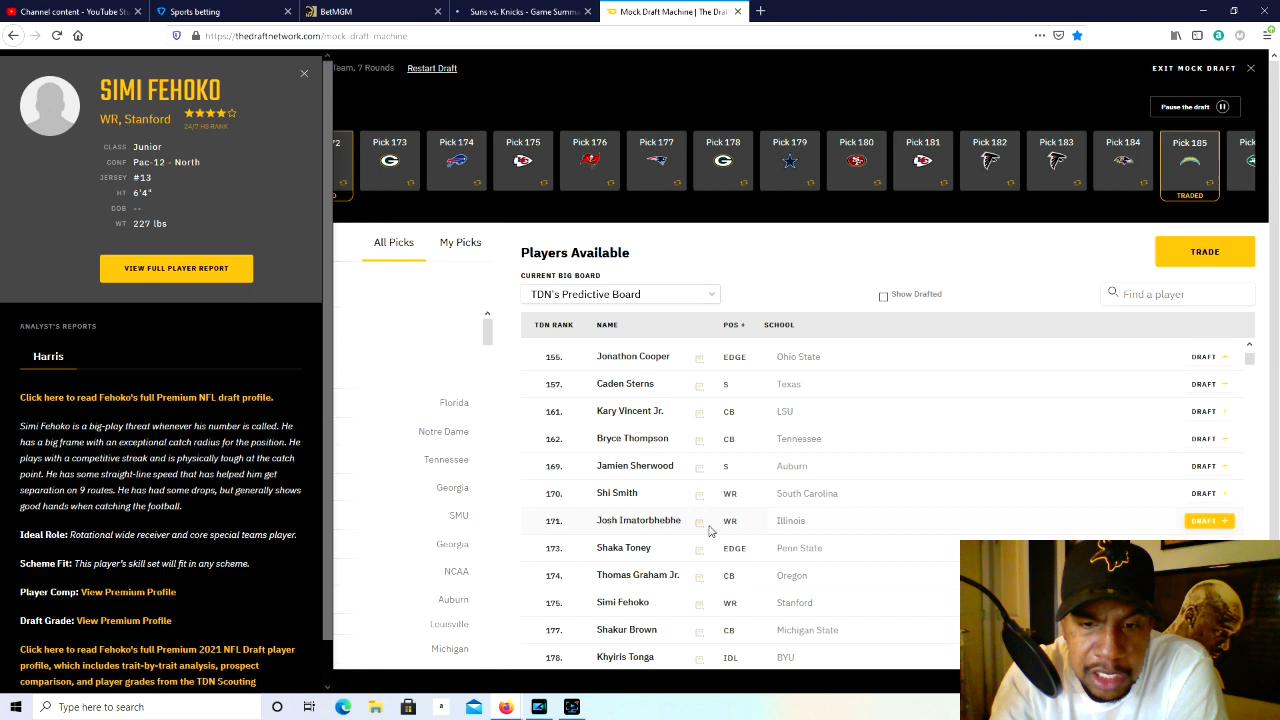 Channel content - YouTube Stu
Sports betting
BetMGM
Suns vs. Knicks - Game Summa
Mock Draft Machine | The Dra
https://thedraftnetwork.com/mock-draft-machine
SIMI FEHOKO
WR, Stanford
24/7 HS RANK
CLASS Junior
CONF Pac-12 - North
JERSEY #13
HT 6'4"
DOB --
WT 227 lbs
VIEW FULL PLAYER REPORT
ANALYST'S REPORTS
Harris
Click here to read Fehoko's full Premium NFL draft profile.
Simi Fehoko is a big-play threat whenever his number is called. He
has a big frame with an exceptional catch radius for the position. He
plays with a competitive streak and is physically tough at the catch
point. He has some straight-line speed that has helped him get
separation on 9 routes. He has had some drops, but generally shows
good hands when catching the football.
Ideal Role: Rotational wide receiver and core special teams player.
Scheme Fit: This player's skill set will fit in any scheme.
Player Comp: View Premium Profile
Draft Grade: View Premium Profile
Click here to read Fehoko's full Premium 2021 NFL Draft player
profile, which includes trait-by-trait analysis, prospect
comparison, and player grades from the TDN Scouting
Team, 7 Rounds
Restart Draft
EXIT MOCK DRAFT
Pause the draft
72
Pick 173
Pick 174
Pick 175
Pick 176
Pick 177
Pick 178
Pick 179
Pick 180
Pick 181
Pick 182
Pick 183
Pick 184
Pick 185
Pic
D
TRADED
All Picks
My Picks
Florida
Notre Dame
Tennessee
Georgia
SMU
Georgia
NCAA
Auburn
Louisville
Michigan
Players Available
TRADE
CURRENT BIG BOARD
TDN's Predictive Board
Show Drafted
Find a player
TDN RANK NAME POS + SCHOOL
155. Jonathon Cooper EDGE Ohio State DRAFT +
157. Caden Sterns S Texas DRAFT +
161. Kary Vincent Jr. CB LSU DRAFT +
162. Bryce Thompson CB Tennessee DRAFT +
169. Jamien Sherwood S Auburn DRAFT +
170. Shi Smith WR South Carolina DRAFT +
171. Josh Imatorbhebhe WR Illinois DRAFT +
173. Shaka Toney EDGE Penn State
174. Thomas Graham Jr. CB Oregon
175. Simi Fehoko WR Stanford
177. Shakur Brown CB Michigan State
178. Khyiris Tonga IDL BYU
Type here to search